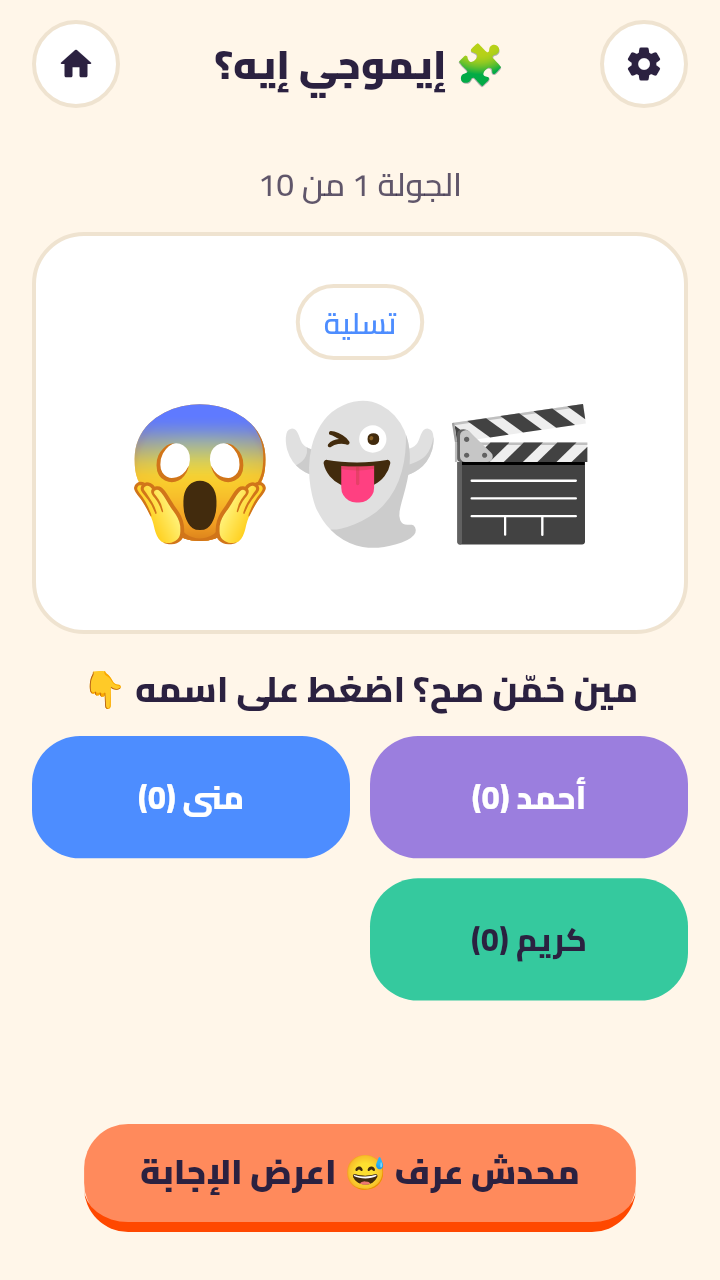 🧩 إيموجي إيه؟
الجولة 1 من 10
تسلية
🎬👻😱
مين خمّن صح؟ اضغط على اسمه 👇
أحمد (0)
منى (0)
كريم (0)
محدش عرف 😅 اعرض الإجابة